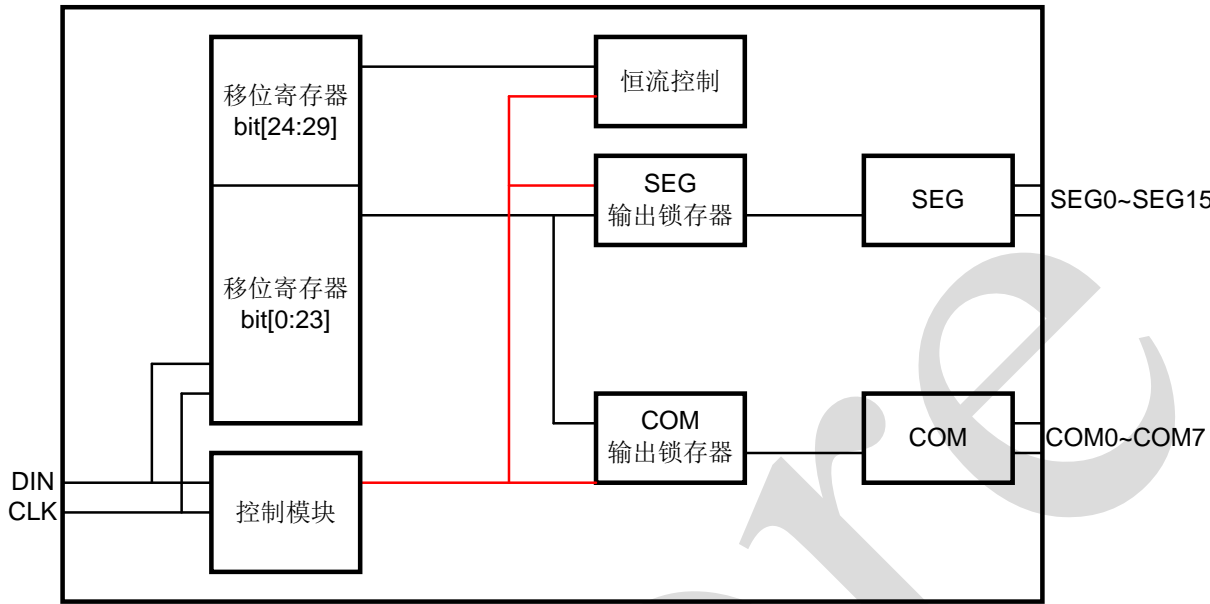 移位寄存器
bit[24:29]
恒流控制
SEG
输出锁存器
SEG
SEG0~SEG15
移位寄存器
bit[0:23]
COM
输出锁存器
COM
COM0~COM7
DIN
CLK
控制模块
re